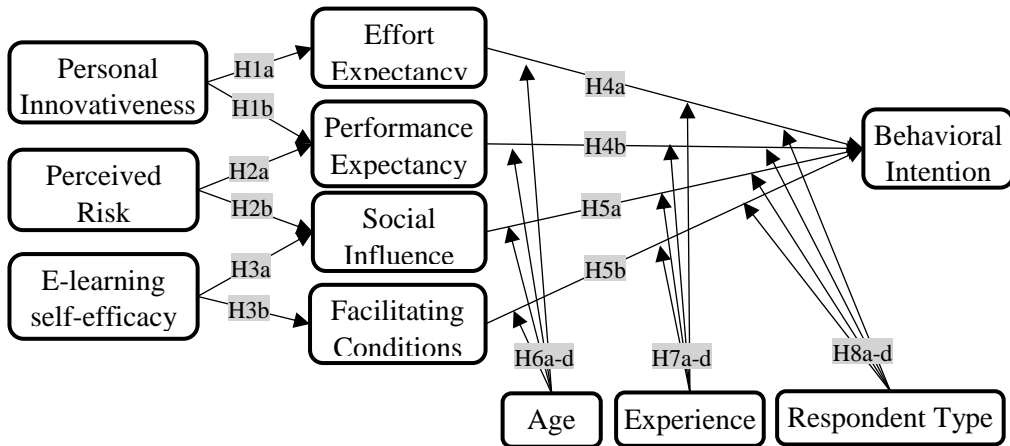 Personal
Innovativeness
Perceived
Risk
E-learning
self-efficacy
H1a
H1b
H2a
H2b
H3a
H3b
Effort
Expectancy
Performance
Expectancy
Social
Influence
Facilitating
Conditions
H4a
H4b
H5a
H5b
Behavioral
Intention
H6a-d
H7a-d
H8a-d
Age
Experience
Respondent Type